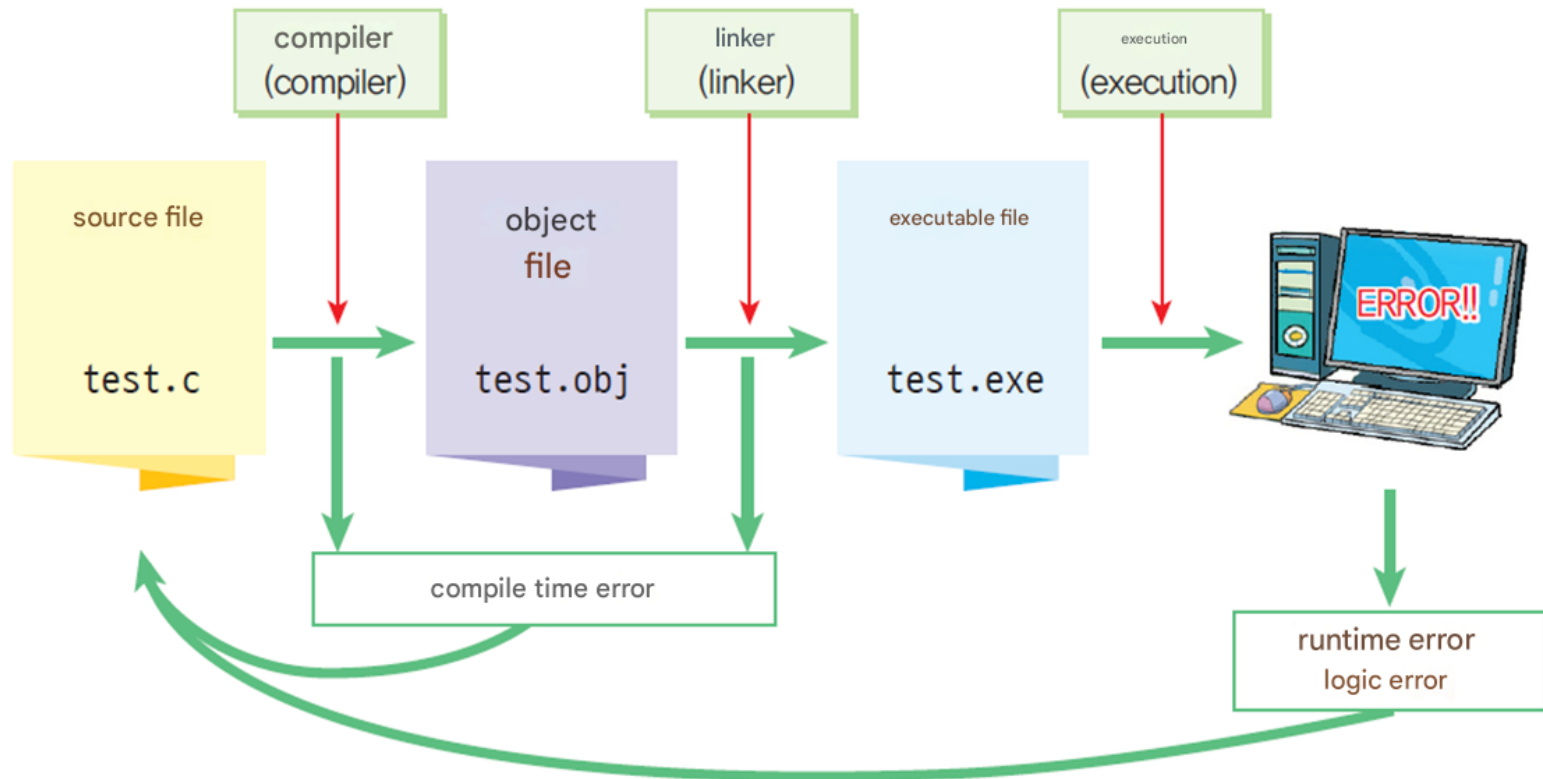 compiler
(compiler)
linker
(linker)
execution
(execution)
source file
test.c
object
file
test.obj
executable file
test.exe
ERROR!!
compile time error
runtime error
logic error